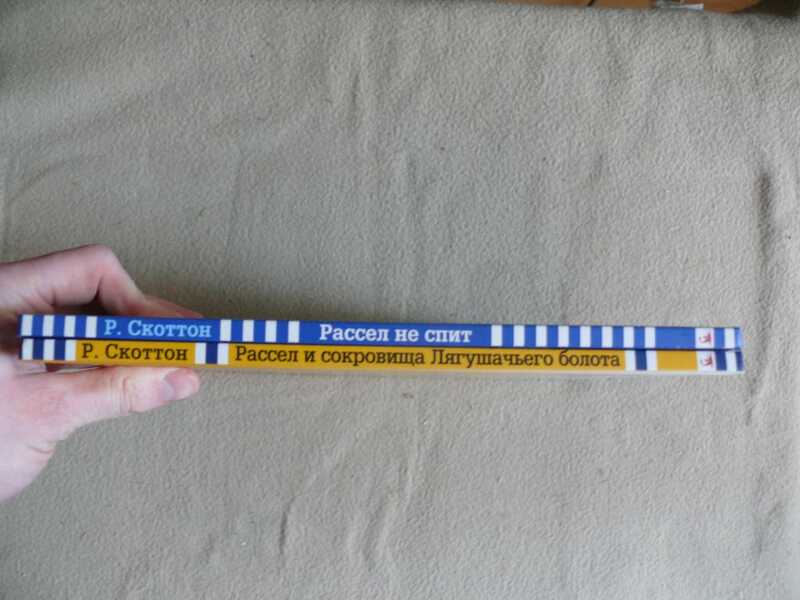 Р. Скоттон Рассел не спит
Р. Скоттон Рассел и сокровища Лягушачьего болота